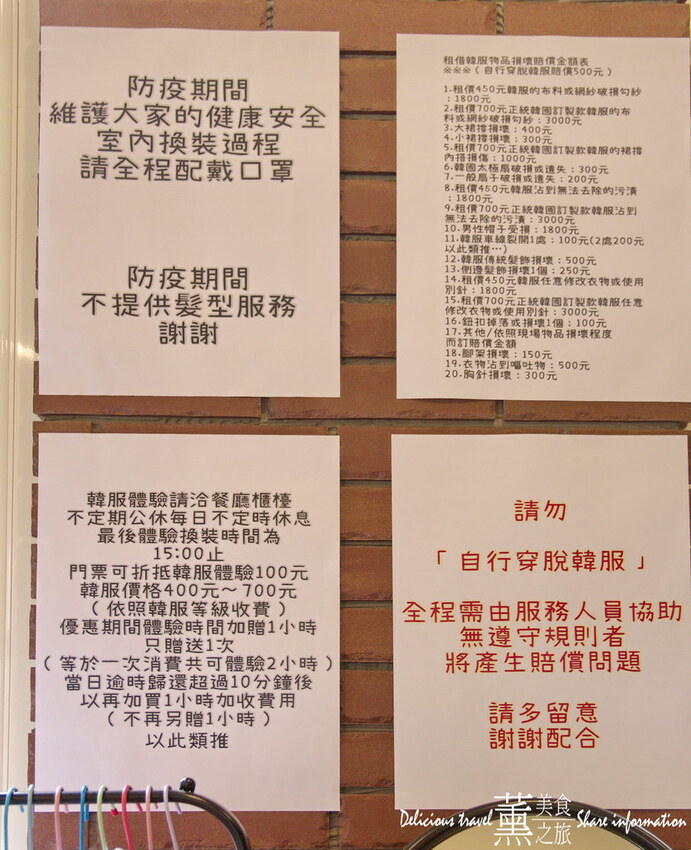 防疫期間
維護大家的健康安全
室內換裝過程
請全程配戴口罩
防疫期間
不提供髮型服務
謝謝
租借韓服物品損壞賠償金額表
※※※（自行穿脫韓服賠償500元）
1.租價450元韓服的布料或網紗破損勾紗
：1800元
2.租價700元正統韓國訂製款韓服的布
料或網紗破損勾紗：3000元
3.大裙撐損壞：400元
4.小裙撐損壞：300元
5.租價700元正統韓國訂製款韓服的裙撐
內搭損傷：1000元
6.韓國太極扇破損或遺失：300元
7.一般扇子破損或遺失：200元
8.租價450元韓服沾到無法去除的污漬
：1800元
9.租價700元正統韓國訂製款韓服沾到
無法去除的污漬：3000元
10.男性帽子受損：1800元
11.韓服車線裂開1處：100元(2處200元
以此類推…)
12.韓服傳統髮飾損壞：500元
13.側邊髮飾損壞1個：250元
14.租價450元韓服任意修改衣物或使用
別針：1800元
15.租價700元正統韓國訂製款韓服任意
修改衣物或使用別針：3000元
16.鈕扣掉落或損壞1個：100元
17.其他/依照現場物品損壞程度
而訂賠償金額
18.腳架損壞：150元
19.衣物沾到嘔吐物：500元
20.胸針損壞：300元
韓服體驗請洽餐廳櫃檯
不定期公休每日不定時休息
最後體驗換裝時間為
15:00止
門票可折抵韓服體驗100元
韓服價格400元～700元
（依照韓服等級收費）
優惠期間體驗時間加贈1小時
只贈送1次
（等於一次消費共可體驗2小時）
當日逾時歸還超過10分鐘後
以再加買1小時加收費用
（不再另贈1小時）
以此類推
請勿
「自行穿脫韓服」
全程需由服務人員協助
無遵守規則者
將產生賠償問題
請多留意
謝謝配合
Delicious travel 薰美食之旅 Share information